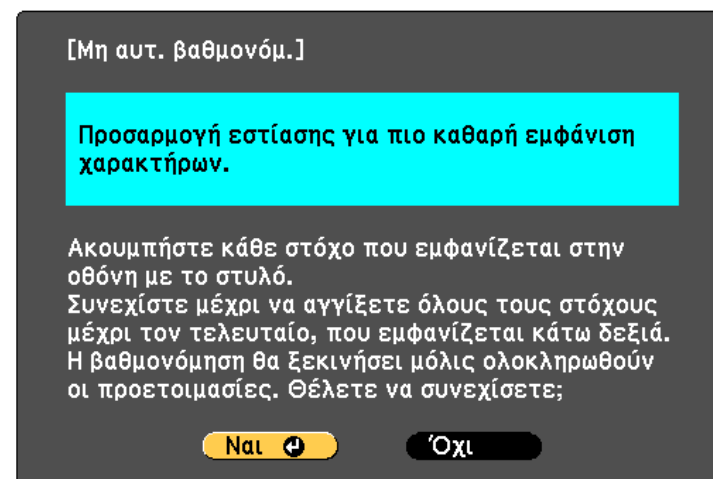 [Μη αυτ. βαθμονόμ.]
Προσαρμογή εστίασης για πιο καθαρή εμφάνιση
χαρακτήρων.
Ακουμπήστε κάθε στόχο που εμφανίζεται στην
οθόνη με το στυλό.
Συνεχίστε μέχρι να αγγίξετε όλους τους στόχους
μέχρι τον τελευταίο, που εμφανίζεται κάτω δεξιά.
Η βαθμονόμηση θα ξεκινήσει μόλις ολοκληρωθούν
οι προετοιμασίες. Θέλετε να συνεχίσετε;
Ναι Όχι